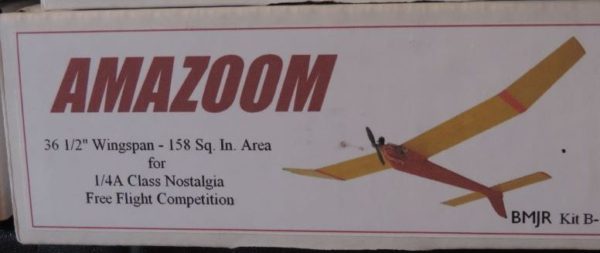 AMAZOOM
36 1/2" Wingspan - 158 Sq. In. Area
for
1/4A Class Nostalgia
Free Flight Competition
BMJR Kit B-